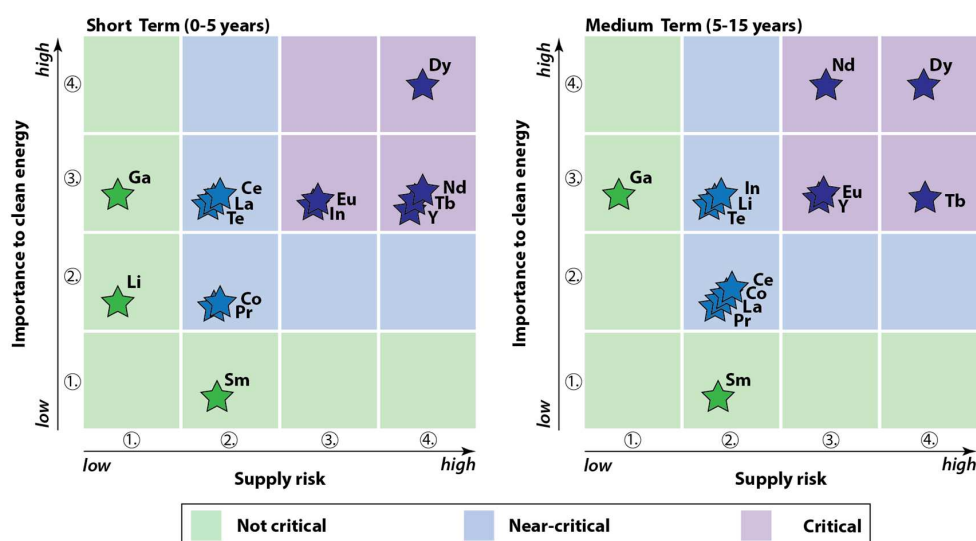 Short Term (0-5 years)
high
Importance to clean energy
low
4.
3.
2.
1.
Dy
Ga
Ce
La
Te
Eu
In
Nd
Tb
Y
Li
Co
Pr
Sm
1.
2.
3.
4.
low
high
Supply risk
Medium Term (5-15 years)
high
Importance to clean energy
low
4.
3.
2.
1.
Nd
Dy
Ga
In
Li
Te
Eu
Y
Tb
Ce
Co
La
Pr
Sm
1.
2.
3.
4.
low
high
Supply risk
Not critical
Near-critical
Critical